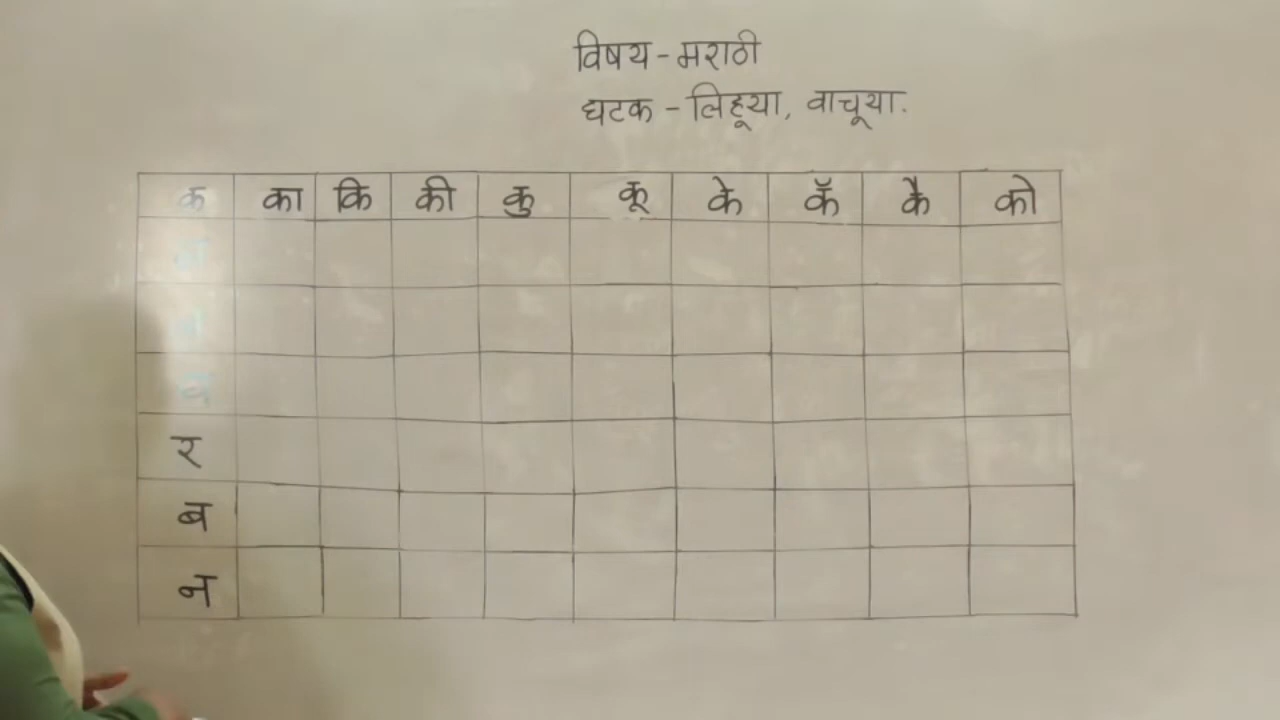 विषय - मराठी
घटक - लिहूया, वाचूया.
क का कि की कु कू के कॅ कै को
र
ब
न